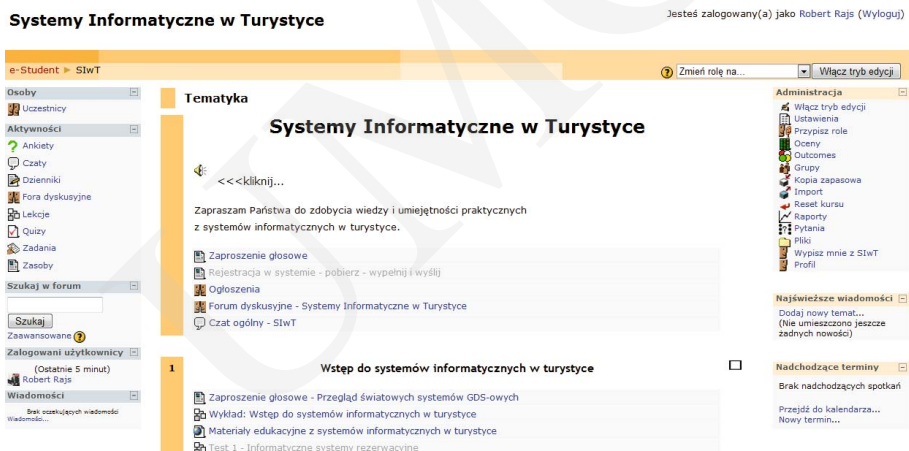 Systemy Informatyczne w Turystyce
Jesteś zalogowany(a) jako Robert Rajs (Wyloguj)
e-Student ► SIwT
Zmień rolę na...
Włącz tryb edycji
Osoby
Uczestnicy
Aktywności
Ankiety
Czaty
Dzienniki
Fora dyskusyjne
Lekcje
Quizy
Zadania
Zasoby
Szukaj w forum
Szukaj
Zaawansowane
Zalogowani użytkownicy
(Ostatnie 5 minut)
Robert Rajs
Wiadomości
Brak oczekujących wiadomości
Wiadomości...
Tematyka
Systemy Informatyczne w Turystyce
<<<kliknij...
Zapraszam Państwa do zdobycia wiedzy i umiejętności praktycznych
z systemów informatycznych w turystyce.
Zaproszenie głosowe
Rejestracja w systemie - pobierz - wypełnij i wyślij
Ogłoszenia
Forum dyskusyjne - Systemy Informatyczne w Turystyce
Czat ogólny - SIwT
1
Wstęp do systemów informatycznych w turystyce
Zaproszenie głosowe - Przegląd światowych systemów GDS-owych
Wykład: Wstęp do systemów informatycznych w turystyce
Materiały edukacyjne z systemów informatycznych w turystyce
Test 1 - Informatyczne systemy rezerwacyjne
Administracja
Włącz tryb edycji
Ustawienia
Przypisz role
Oceny
Outcomes
Grupy
Kopia zapasowa
Import
Reset kursu
Raporty
Pytania
Pliki
Wypisz mnie z SIwT
Profil
Najświeższe wiadomości
Dodaj nowy temat...
(Nie umieszczono jeszcze
żadnych nowości)
Nadchodzące terminy
Brak nadchodzących spotkań
Przejdź do kalendarza...
Nowy termin...